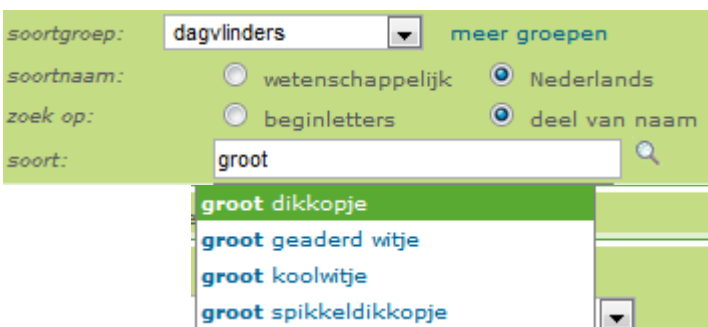 soortgroep: dagvlinders meer groepen
soortnaam: wetenschappelijk Nederlands
zoek op: beginletters deel van naam
soort: groot
groot dikkopje
groot geaderd witje
groot koolwitje
groot spikkeldikkopje